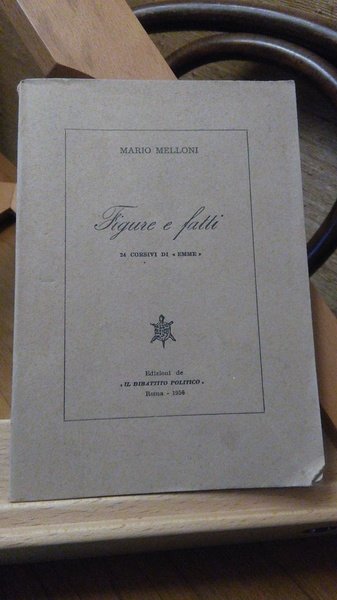 MARIO MELLONI
Figure e fatti
24 CORSIVI DI « EMME »
Edizioni de
« IL DIBATTITO POLITICO »
Roma - 1956